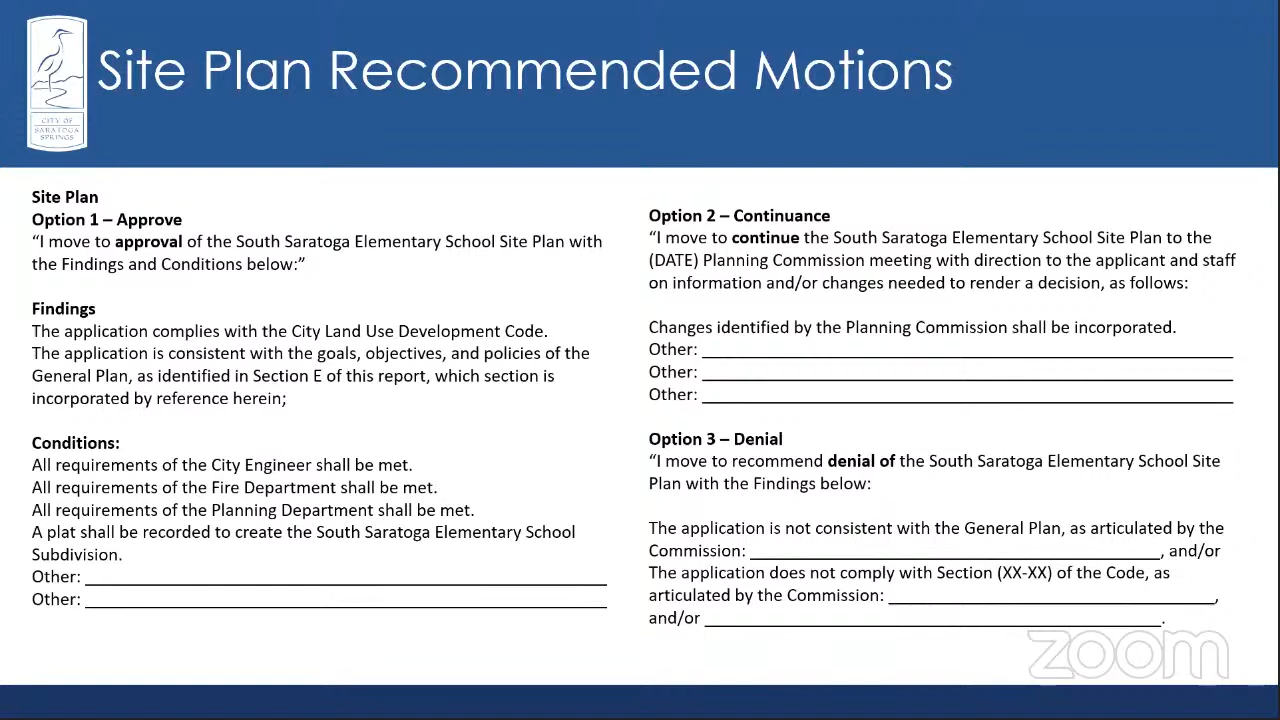 CITY OF
SARATOGA
SPRINGS
Site Plan Recommended Motions
Site Plan
Option 1 – Approve
“I move to approval of the South Saratoga Elementary School Site Plan with
the Findings and Conditions below:”
Findings
The application complies with the City Land Use Development Code.
The application is consistent with the goals, objectives, and policies of the
General Plan, as identified in Section E of this report, which section is
incorporated by reference herein;
Conditions:
All requirements of the City Engineer shall be met.
All requirements of the Fire Department shall be met.
All requirements of the Planning Department shall be met.
A plat shall be recorded to create the South Saratoga Elementary School
Subdivision.
Other: ____________________
Other: ____________________
Option 2 – Continuance
“I move to continue the South Saratoga Elementary School Site Plan to the
(DATE) Planning Commission meeting with direction to the applicant and staff
on information and/or changes needed to render a decision, as follows:
Changes identified by the Planning Commission shall be incorporated.
Other: ____________________
Other: ____________________
Other: ____________________
Option 3 – Denial
“I move to recommend denial of the South Saratoga Elementary School Site
Plan with the Findings below:
The application is not consistent with the General Plan, as articulated by the
Commission: ____________________, and/or
The application does not comply with Section (XX-XX) of the Code, as
articulated by the Commission: ____________________,
and/or ____________________.
zoom